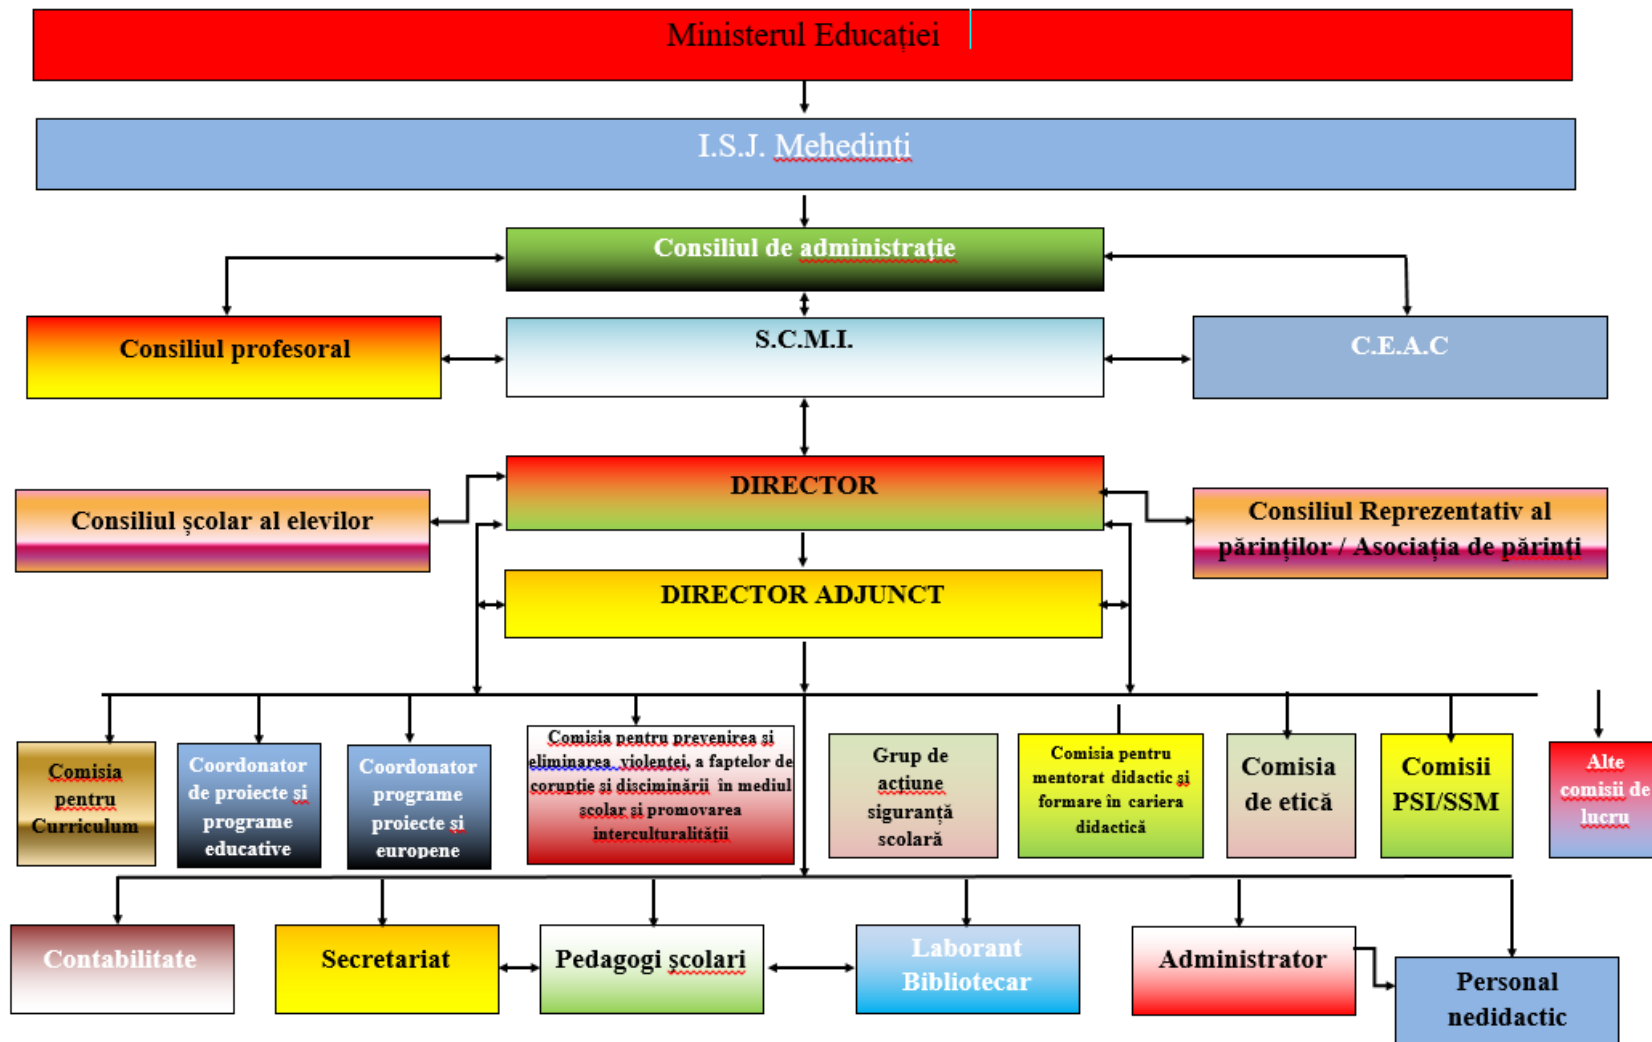 Ministerul Educației
I.S.J. Mehedinți
Consiliul de administrație
Consiliul profesoral
S.C.M.I.
C.E.A.C
DIRECTOR
Consiliul școlar al elevilor
Consiliul Reprezentativ al
părinților / Asociația de părinți
DIRECTOR ADJUNCT
Comisia
pentru
Curriculum
Coordonator
de proiecte și
programe
educative
Coordonator
programe
proiecte și
europene
Comisia pentru prevenirea si
eliminarea violenței, a faptelor de
corupție si disciminării în mediul
școlar și promovarea
interculturalității
Grup de
acțiune
siguranță
scolară
Comisia pentru
mentorat didactic și
formare în cariera
didactică
Comisia
de etică
Comisii
PSI/SSM
Alte
comisii de
lucru
Contabilitate
Secretariat
Pedagogi școlari
Laborant
Bibliotecar
Administrator
Personal
nedidactic